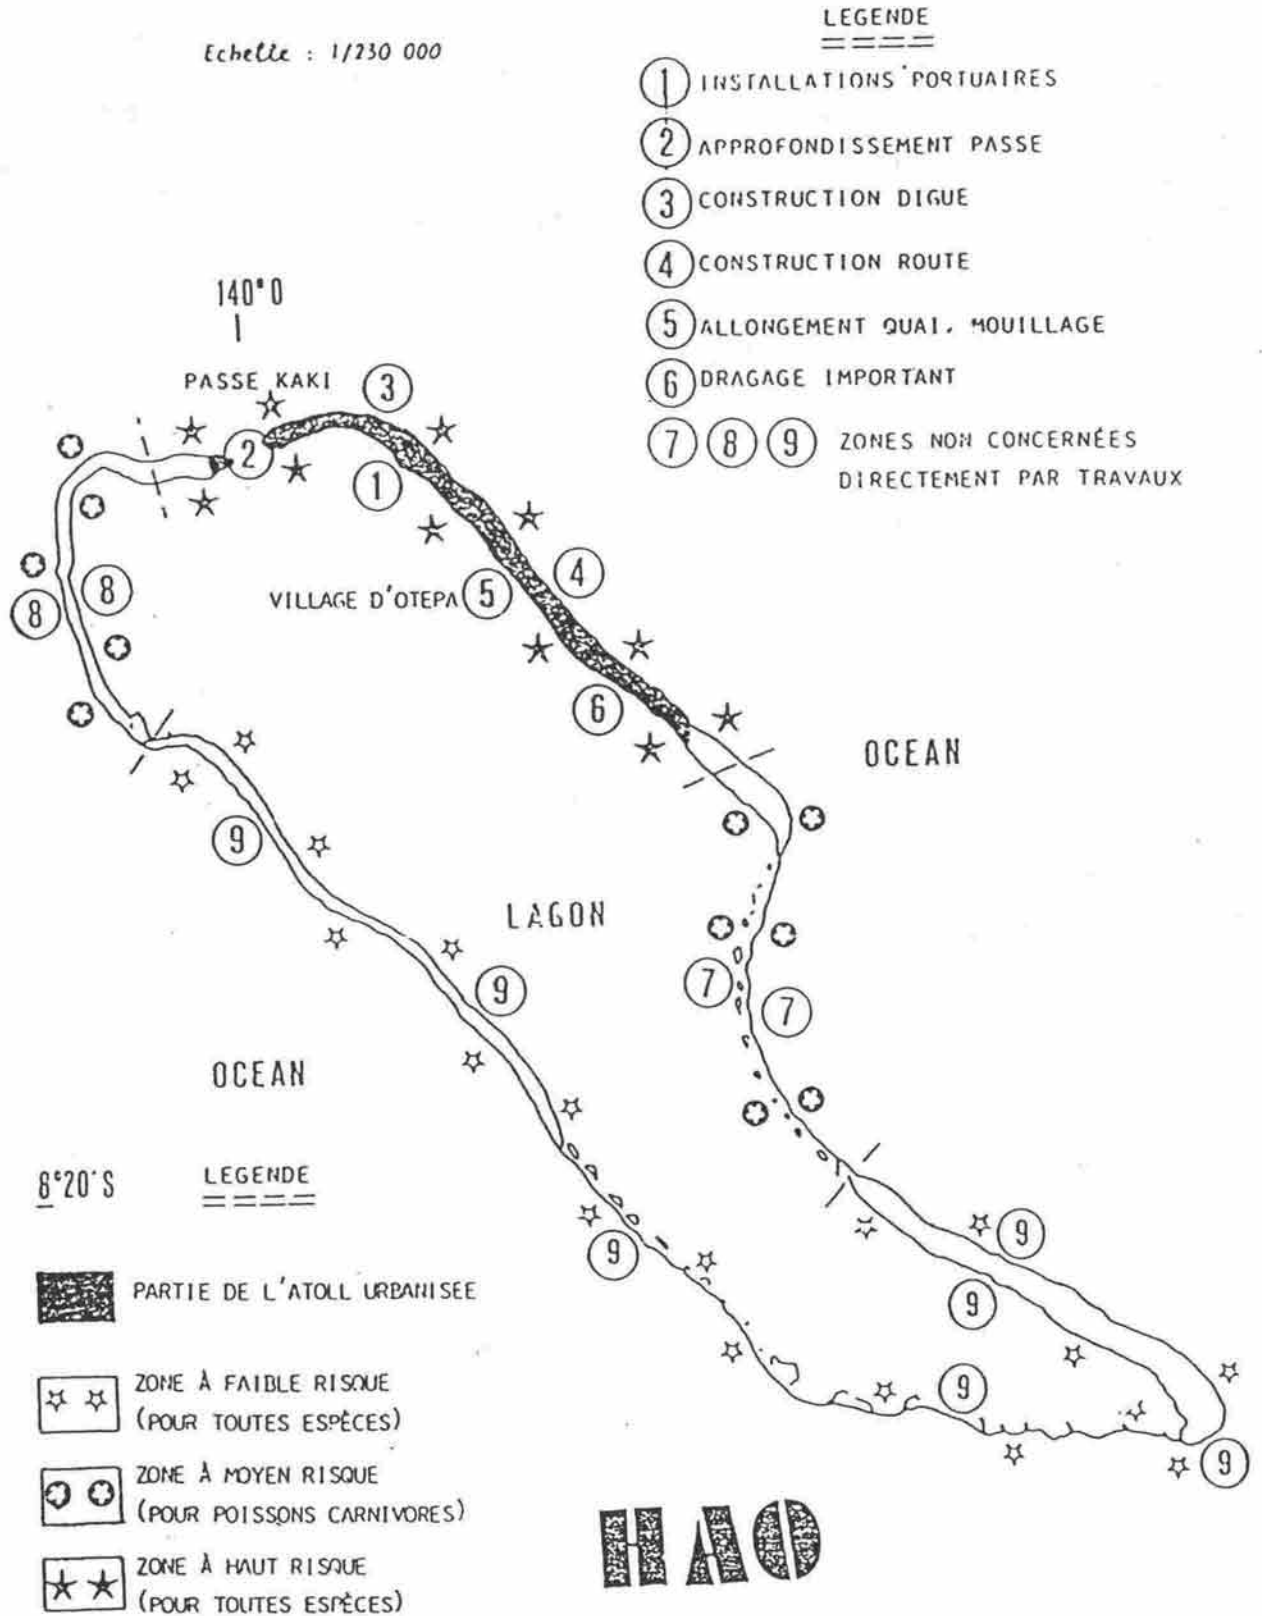 Echelle : 1/230 000
LEGENDE
1 INSTALLATIONS PORTUAIRES
2 APPROFONDISSEMENT PASSE
3 CONSTRUCTION DIGUE
4 CONSTRUCTION ROUTE
5 ALLONGEMENT QUAI. MOUILLAGE
6 DRAGAGE IMPORTANT
7 8 9 ZONES NON CONCERNÉES
DIRECTEMENT PAR TRAVAUX
140°O
PASSE KAKI
3
2
1
4
VILLAGE D'OTEPA 5
8
8
6
OCEAN
9
LAGON
9
7
7
OCEAN
8°20'S
LEGENDE
9
9
9
9
9
PARTIE DE L'ATOLL URBANISEE
ZONE À FAIBLE RISQUE
(POUR TOUTES ESPÈCES)
ZONE À MOYEN RISQUE
(POUR POISSONS CARNIVORES)
ZONE À HAUT RISQUE
(POUR TOUTES ESPÈCES)
HAO